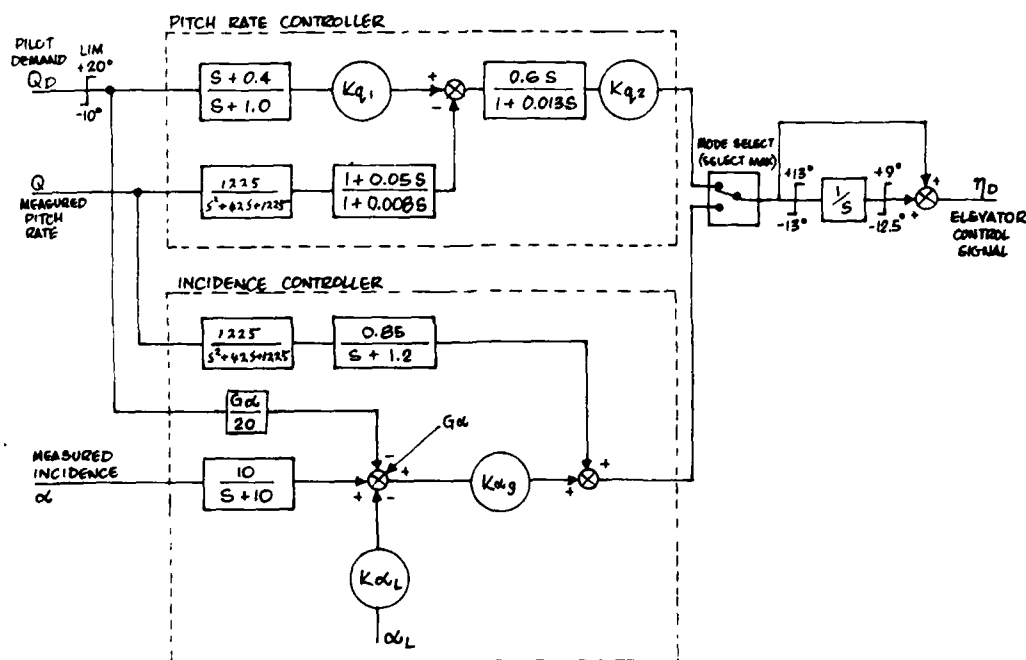 PITCH RATE CONTROLLER
PILOT
DEMAND
QD
LIM
+20°
-10°
S + 0.4
S + 1.0
Kq1
+
-
0.6 S
1 + 0.013S
Kq2
MODE SELECT
(SELECT MAX)
Q
MEASURED
PITCH
RATE
1225
S²+42S+1225
1 + 0.05 S
1 + 0.008S
+13°
-13°
1
S
+9°
-12.5°
+
+
ηD
ELEVATOR
CONTROL
SIGNAL
INCIDENCE CONTROLLER
1225
S²+42S+1225
0.85
S + 1.2
Gα
20
Gα
MEASURED
INCIDENCE
α
10
S + 10
-
+
+
-
Kαg
+
+
KαL
αL